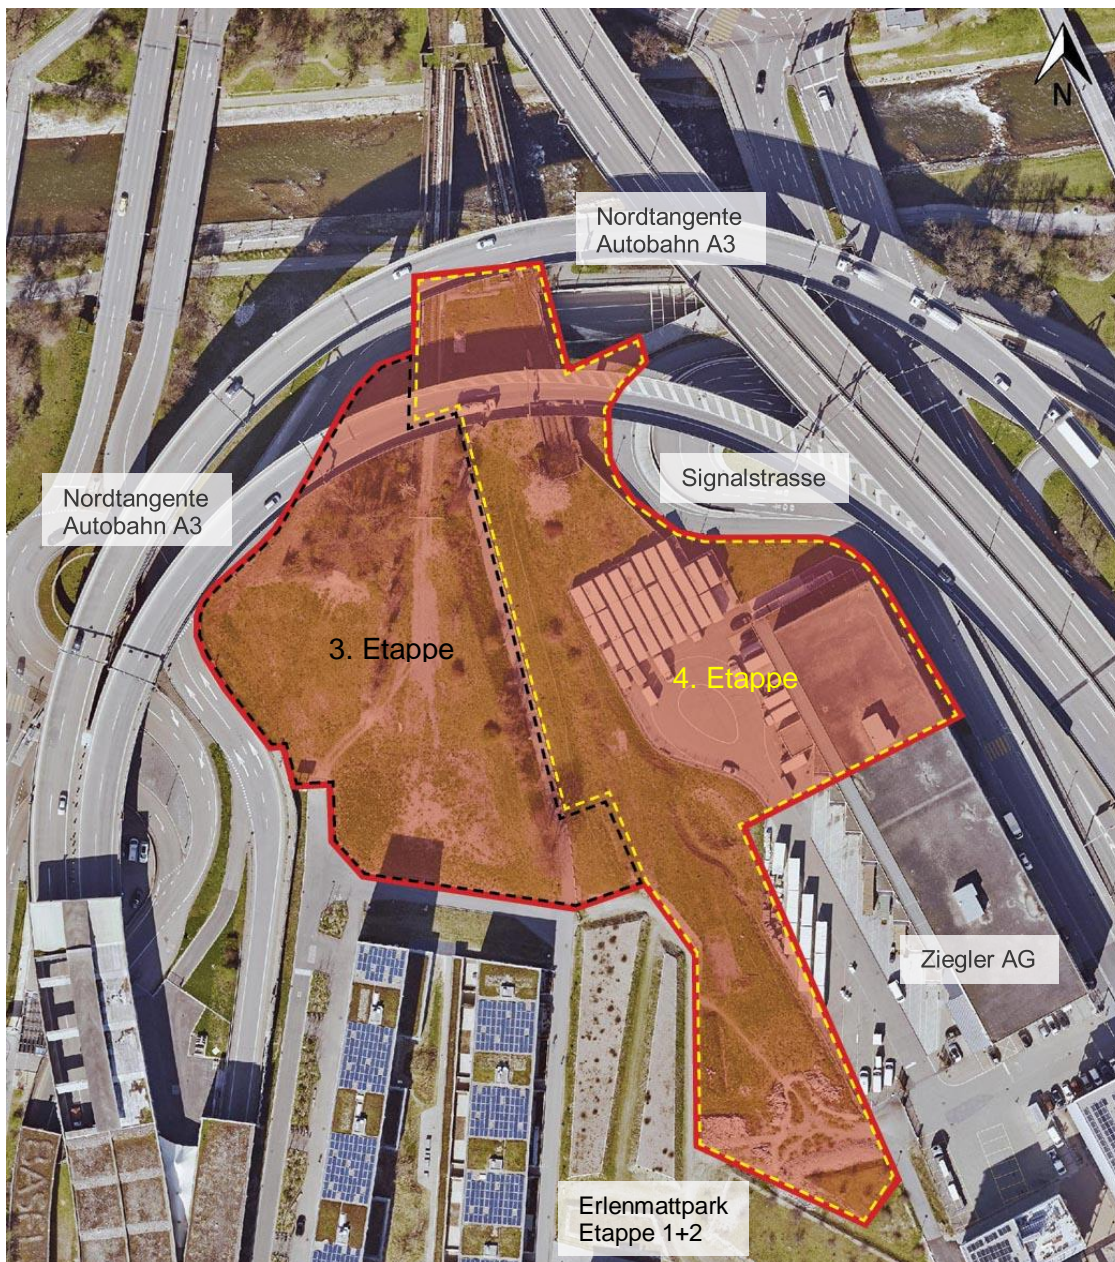 N
Nordtangente
Autobahn A3
Signalstrasse
Nordtangente
Autobahn A3
3. Etappe
4. Etappe
Ziegler AG
Erlenmattpark
Etappe 1+2